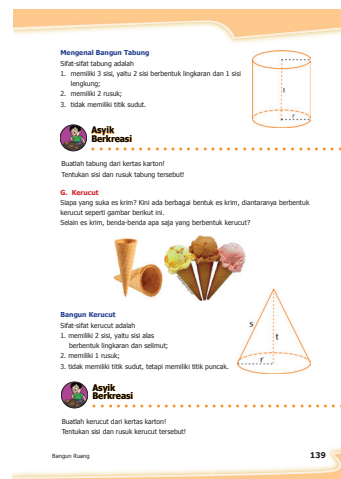 Mengenal Bangun Tabung
Sifat-sifat tabung adalah
1. memiliki 3 sisi, yaitu 2 sisi berbentuk lingkaran dan 1 sisi
lengkung;
2. memiliki 2 rusuk;
3. tidak memiliki titik sudut.
t
r
Asyik
Berkreasi
Buatlah tabung dari kertas karton!
Tentukan sisi dan rusuk tabung tersebut!
G. Kerucut
Siapa yang suka es krim? Kini ada berbagai bentuk es krim, diantaranya berbentuk
kerucut seperti gambar berikut ini.
Selain es krim, benda-benda apa saja yang berbentuk kerucut?
Bangun Kerucut
Sifat-sifat kerucut adalah
1. memiliki 2 sisi, yaitu sisi alas
berbentuk lingkaran dan selimut;
2. memiliki 1 rusuk;
3. tidak memiliki titik sudut, tetapi memiliki titik puncak.
s
t
r
Asyik
Berkreasi
Buatlah kerucut dari kertas karton!
Tentukan sisi dan rusuk kerucut tersebut!
Bangun Ruang
139